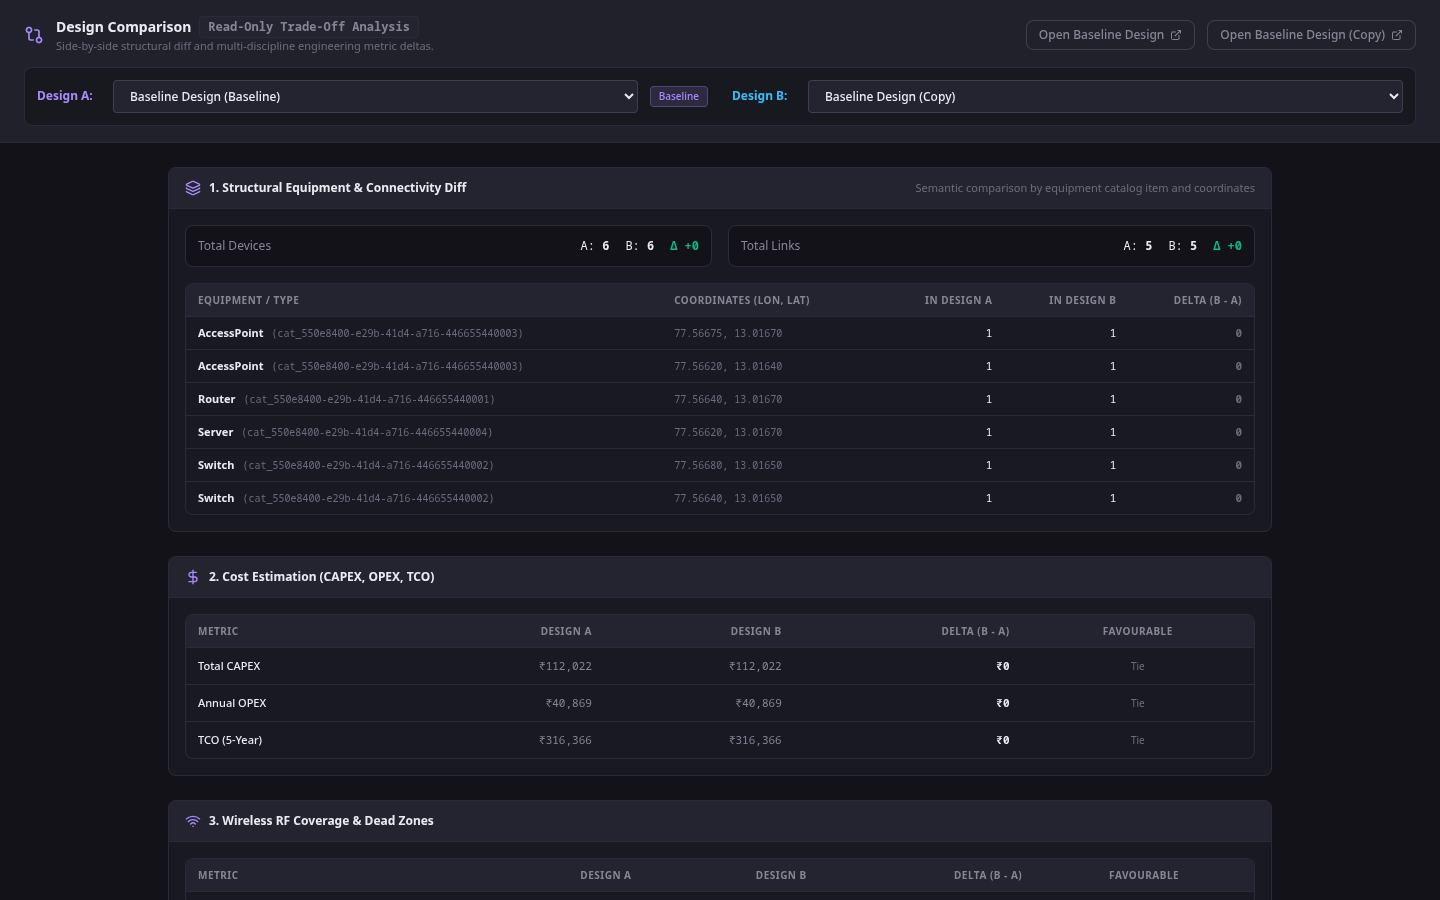 Design Comparison Read-Only Trade-Off Analysis
Side-by-side structural diff and multi-discipline engineering metric deltas.
Open Baseline Design
Open Baseline Design (Copy)
Design A: Baseline Design (Baseline) Baseline Design B: Baseline Design (Copy)
1. Structural Equipment & Connectivity Diff Semantic comparison by equipment catalog item and coordinates
Total Devices A: 6 B: 6 Δ +0 Total Links A: 5 B: 5 Δ +0
EQUIPMENT / TYPE COORDINATES (LON, LAT) IN DESIGN A IN DESIGN B DELTA (B - A)
AccessPoint (cat_550e8400-e29b-41d4-a716-446655440003) 77.56675, 13.01670 1 1 0
AccessPoint (cat_550e8400-e29b-41d4-a716-446655440003) 77.56620, 13.01640 1 1 0
Router (cat_550e8400-e29b-41d4-a716-446655440001) 77.56640, 13.01670 1 1 0
Server (cat_550e8400-e29b-41d4-a716-446655440004) 77.56620, 13.01670 1 1 0
Switch (cat_550e8400-e29b-41d4-a716-446655440002) 77.56680, 13.01650 1 1 0
Switch (cat_550e8400-e29b-41d4-a716-446655440002) 77.56640, 13.01650 1 1 0
2. Cost Estimation (CAPEX, OPEX, TCO)
METRIC DESIGN A DESIGN B DELTA (B - A) FAVOURABLE
Total CAPEX ₹112,022 ₹112,022 ₹0 Tie
Annual OPEX ₹40,869 ₹40,869 ₹0 Tie
TCO (5-Year) ₹316,366 ₹316,366 ₹0 Tie
3. Wireless RF Coverage & Dead Zones
METRIC DESIGN A DESIGN B DELTA (B - A) FAVOURABLE